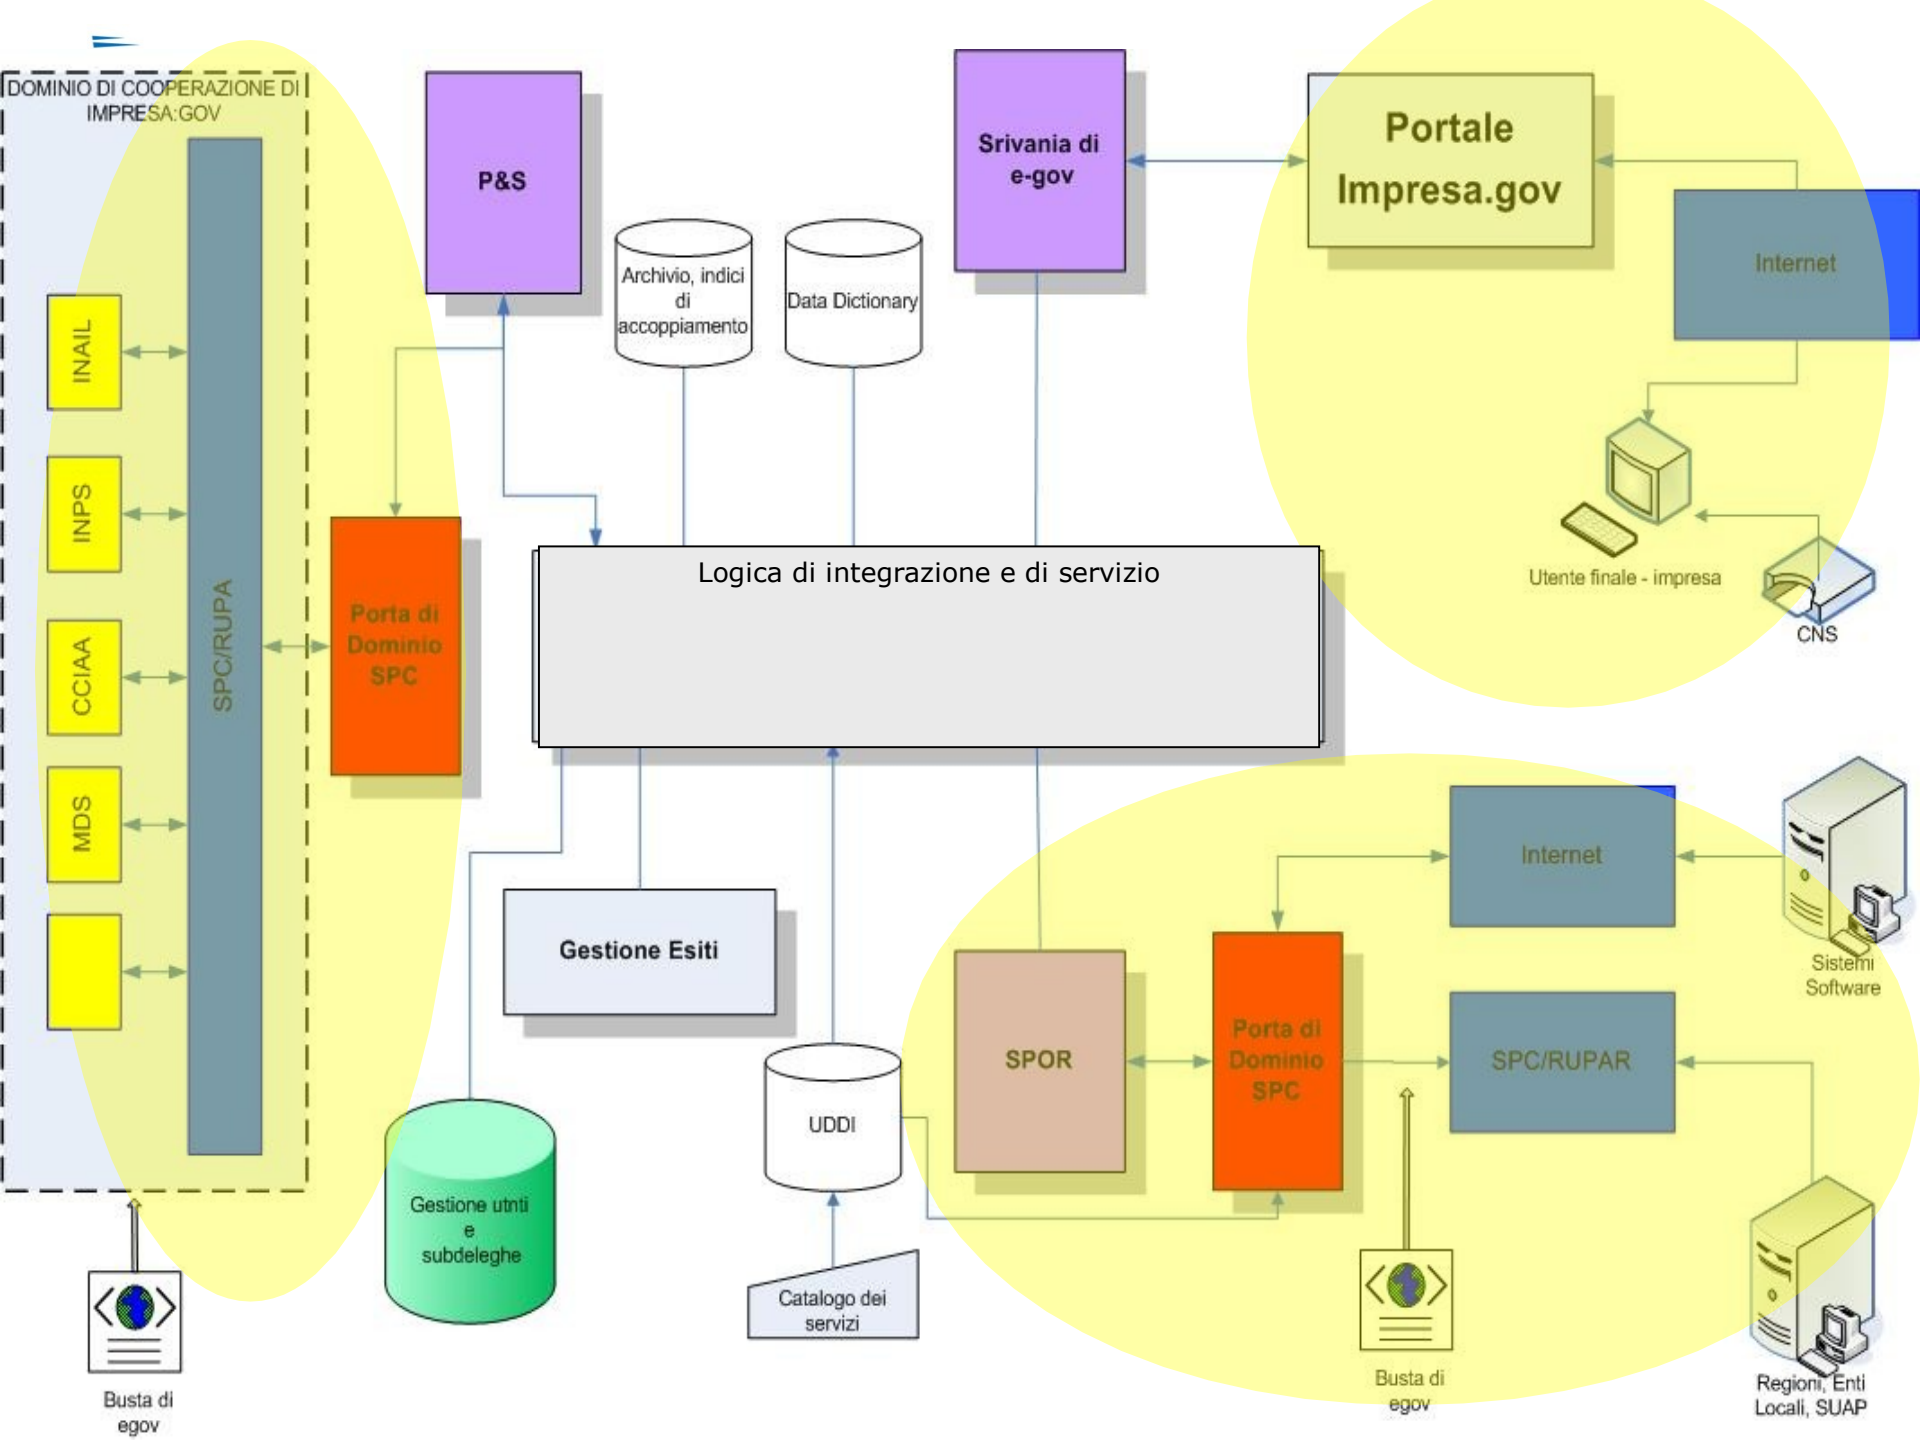 DOMINIO DI COOPERAZIONE DI
IMPRESA:GOV
INAIL
INPS
CCIAA
MDS
SPC/RUPA
Busta di
egov
P&S
Porta di
Dominio
SPC
Archivio, indici
di
accoppiamento
Data Dictionary
Srivania di
e-gov
Portale
Impresa.gov
Internet
Utente finale - impresa
CNS
Logica di integrazione e di servizio
Gestione Esiti
Gestione utnti
e
subdeleghe
UDDI
Catalogo dei
servizi
SPOR
Porta di
Dominio
SPC
Internet
SPC/RUPAR
Sistemi
Software
Busta di
egov
Regioni, Enti
Locali, SUAP